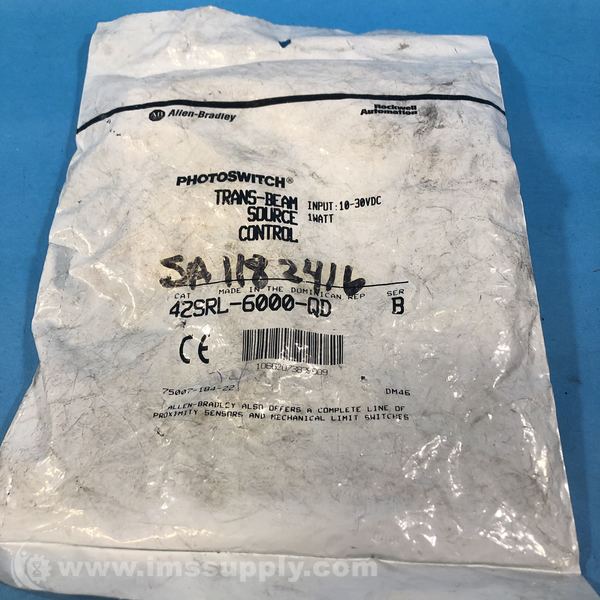 AB Allen-Bradley
Rockwell
Automation
PHOTOSWITCH®
TRANS-BEAM
SOURCE
CONTROL
INPUT: 10-30VDC
1WATT
SA 1182416
CAT MADE IN THE DOMINICAN REP SER
42SRL-6000-QD B
CE
75007-184-22
DM46
ALLEN-BRADLEY ALSO OFFERS A COMPLETE LINE OF
PROXIMITY SENSORS AND MECHANICAL LIMIT SWITCHES
www.imssupply.com